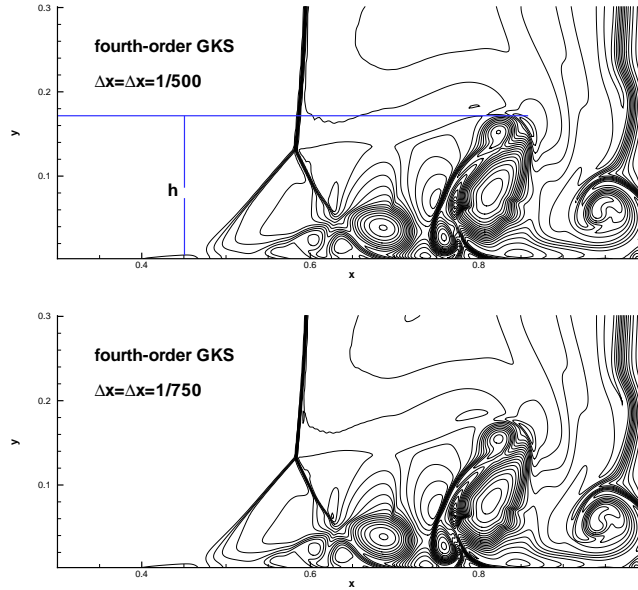 0.3
fourth-order GKS
Δx=Δx=1/500
0.2
y
h
0.1
0.4
0.6
0.8
x
0.3
fourth-order GKS
Δx=Δx=1/750
0.2
y
0.1
0.4
0.6
0.8
x